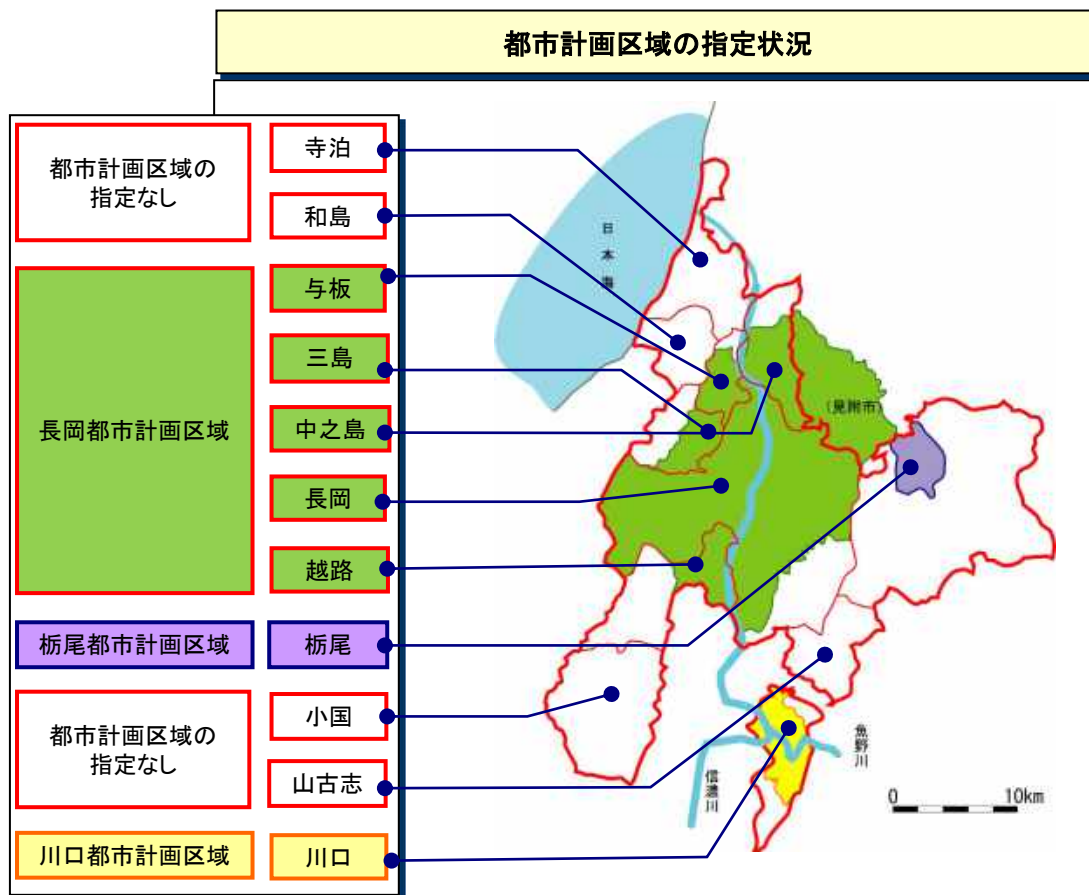 都市計画区域の指定状況
都市計画区域の
指定なし
寺泊
和島
長岡都市計画区域
与板
三島
中之島
長岡
越路
栃尾都市計画区域
栃尾
都市計画区域の
指定なし
小国
山古志
川口都市計画区域
川口
日本海
(見附市)
魚野川
信濃川
0 10km